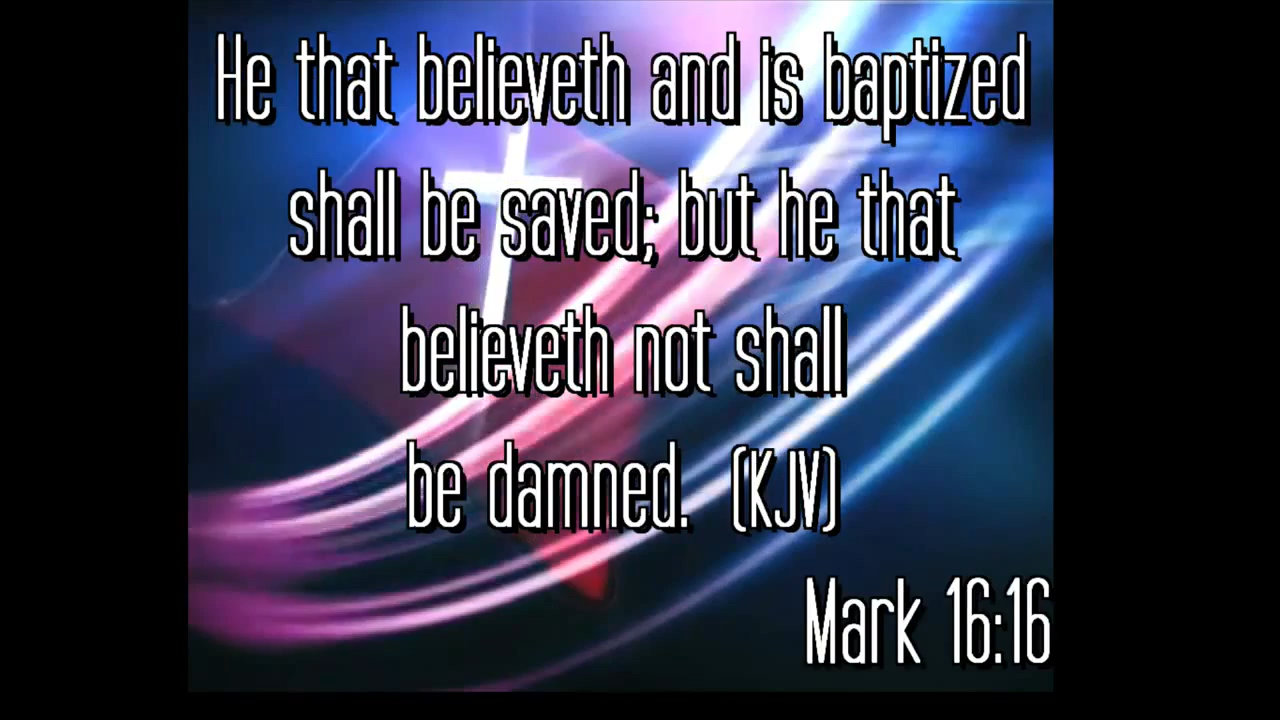 He that believeth and is baptized
shall be saved; but he that
believeth not shall
be damned. (KJV)
Mark 16:16